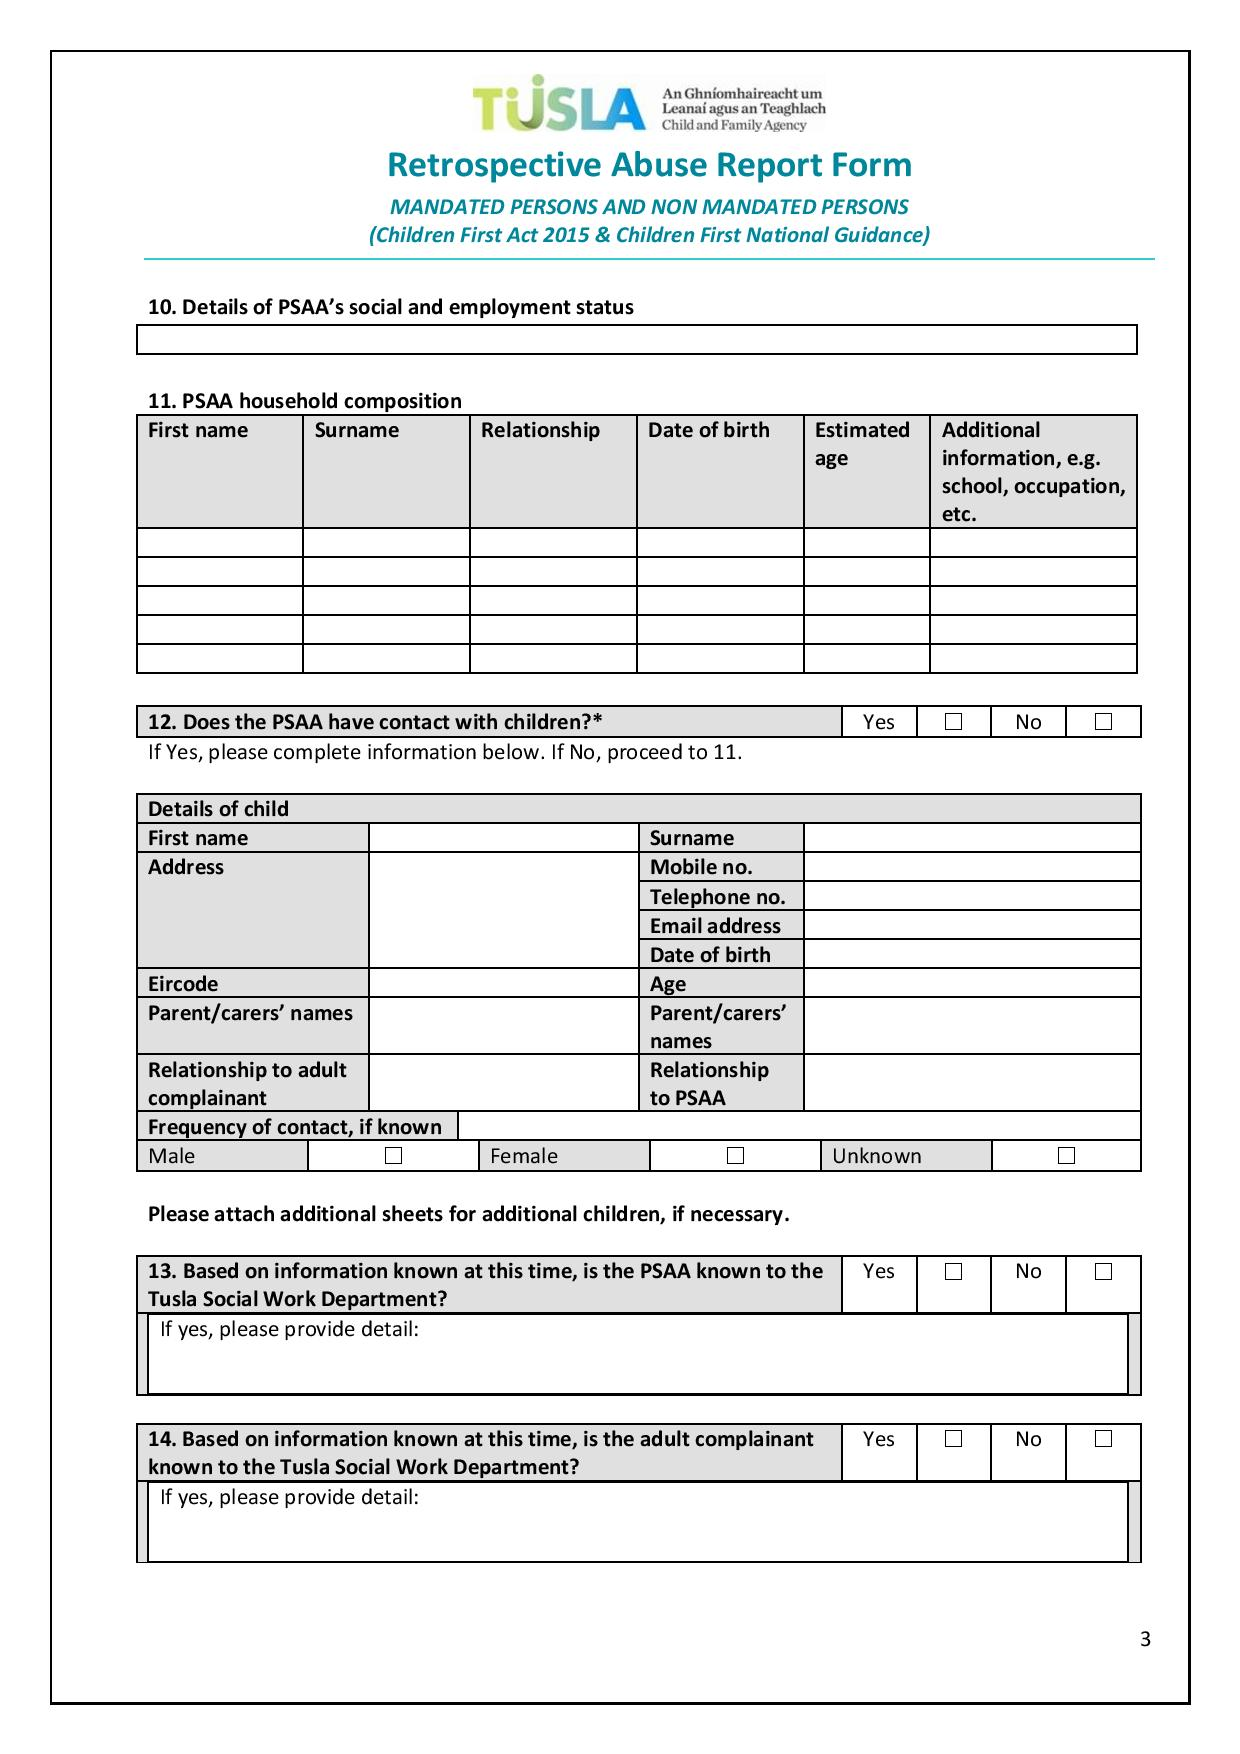 TUSLA
An Ghníomhaireacht um
Leanaí agus an Teaghlach
Child and Family Agency
Retrospective Abuse Report Form
MANDATED PERSONS AND NON MANDATED PERSONS
(Children First Act 2015 & Children First National Guidance)
10. Details of PSAA’s social and employment status
11. PSAA household composition
First name Surname Relationship Date of birth Estimated age Additional information, e.g. school, occupation, etc.
12. Does the PSAA have contact with children?* Yes ☐ No ☐
If Yes, please complete information below. If No, proceed to 11.
Details of child
First name Surname
Address Mobile no.
Telephone no.
Email address
Date of birth
Eircode Age
Parent/carers’ names Parent/carers’ names
Relationship to adult complainant Relationship to PSAA
Frequency of contact, if known
Male ☐ Female ☐ Unknown ☐
Please attach additional sheets for additional children, if necessary.
13. Based on information known at this time, is the PSAA known to the Yes ☐ No ☐
Tusla Social Work Department?
If yes, please provide detail:
14. Based on information known at this time, is the adult complainant Yes ☐ No ☐
known to the Tusla Social Work Department?
If yes, please provide detail:
3